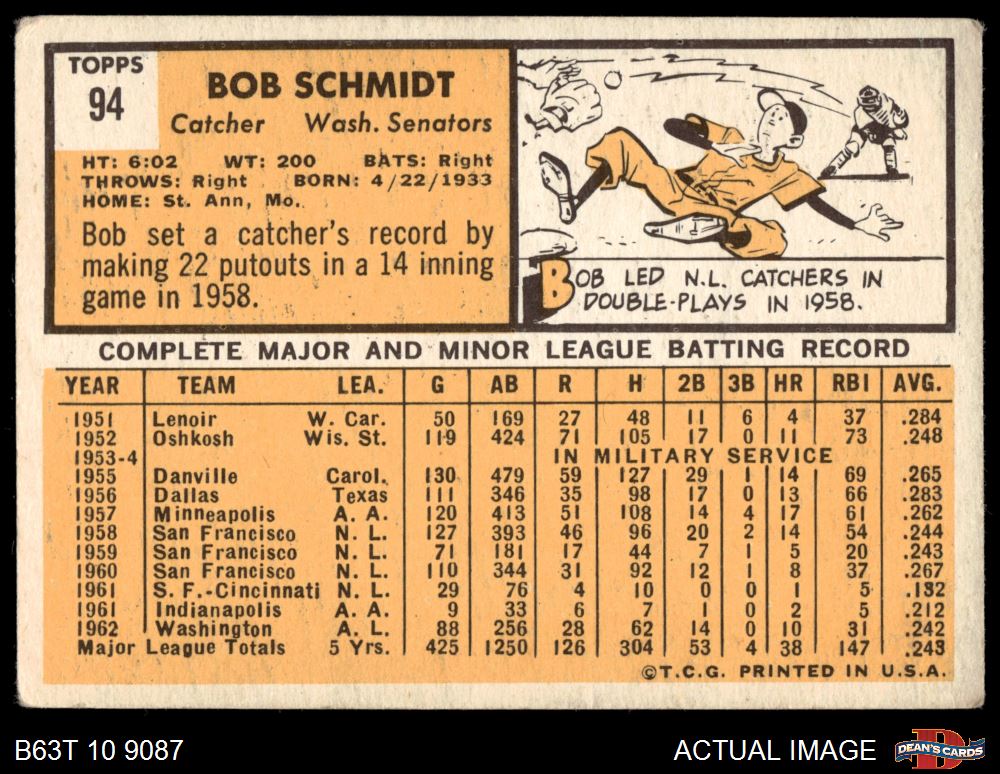 TOPPS
94
BOB SCHMIDT
Catcher Wash. Senators
HT: 6:02 WT: 200 BATS: Right
THROWS: Right BORN: 4/22/1933
HOME: St. Ann, Mo.
Bob set a catcher's record by
making 22 putouts in a 14 inning
game in 1958.
BOB LED N.L. CATCHERS IN
DOUBLE-PLAYS IN 1958.
COMPLETE MAJOR AND MINOR LEAGUE BATTING RECORD
YEAR TEAM LEA. G AB R H 2B 3B HR RBI AVG.
1951 Lenoir W. Car. 50 169 27 48 11 6 4 37 .284
1952 Oshkosh Wis. St. 119 424 71 105 17 0 11 73 .248
1953-4 IN MILITARY SERVICE
1955 Danville Carol. 130 479 59 127 29 1 14 69 .265
1956 Dallas Texas 111 346 35 98 17 0 13 66 .283
1957 Minneapolis A. A. 120 413 51 108 14 4 17 61 .262
1958 San Francisco N. L. 127 393 46 96 20 2 14 54 .244
1959 San Francisco N. L. 71 181 17 44 7 1 5 20 .243
1960 San Francisco N. L. 110 344 31 92 12 1 8 37 .267
1961 S. F.-Cincinnati N. L. 29 76 4 10 0 0 1 5 .132
1961 Indianapolis A. A. 9 33 6 7 1 0 2 5 .212
1962 Washington A. L. 88 256 28 62 14 0 10 31 .242
Major League Totals 5 Yrs. 425 1250 126 304 53 4 38 147 .243
©T.C.G. PRINTED IN U.S.A.
B63T 10 9087
ACTUAL IMAGE
D
DEAN'S CARDS